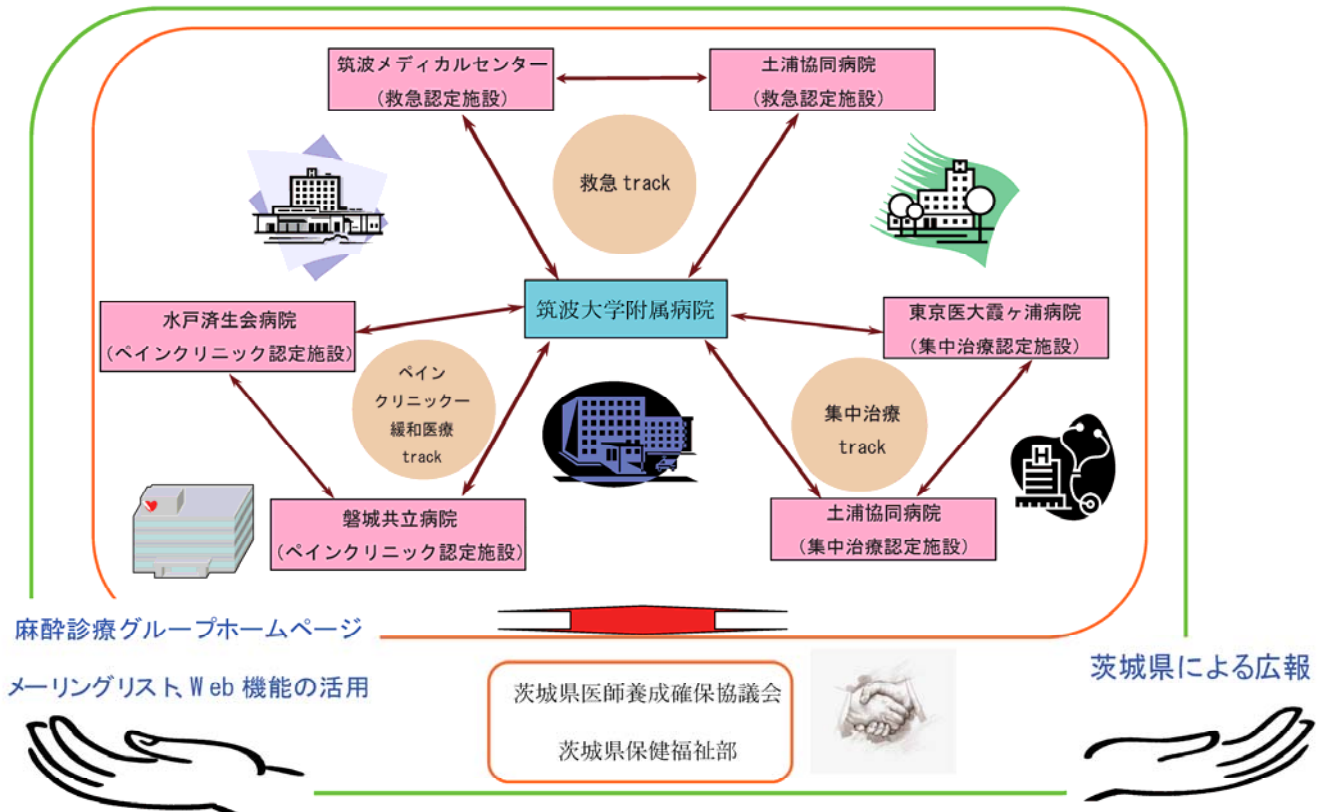 筑波メディカルセンター
(救急認定施設)
土浦協同病院
(救急認定施設)
救急 track
筑波大学附属病院
水戸済生会病院
(ペインクリニック認定施設)
東京医大霞ヶ浦病院
(集中治療認定施設)
ペイン
クリニックー
緩和医療
track
集中治療
track
磐城共立病院
(ペインクリニック認定施設)
土浦協同病院
(集中治療認定施設)
麻酔診療グループホームページ
メーリングリスト、Web 機能の活用
茨城県による広報
茨城県医師養成確保協議会
茨城県保健福祉部
H
H